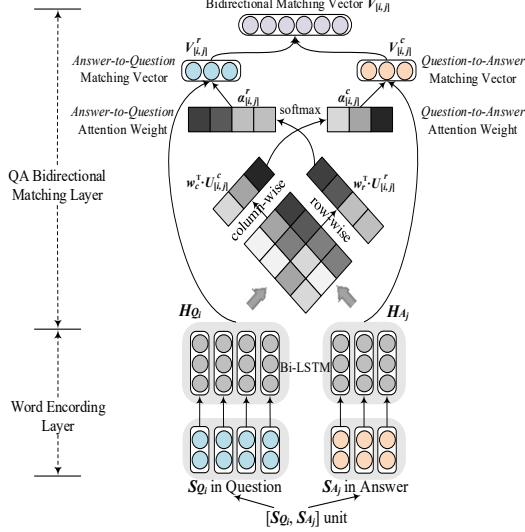 Bidirectional Matching Vector V[i,j]
V^r[i,j]
V^c[i,j]
Answer-to-Question
Matching Vector
Question-to-Answer
Matching Vector
α^r[i,j]
α^c[i,j]
softmax
Answer-to-Question
Attention Weight
Question-to-Answer
Attention Weight
QA Bidirectional
Matching Layer
w_c^T·U^c[i,j]
w_r^T·U^r[i,j]
column-wise
row-wise
H_Qi
H_Aj
Bi-LSTM
Word Encording
Layer
S_Qi in Question
S_Aj in Answer
[S_Qi, S_Aj] unit